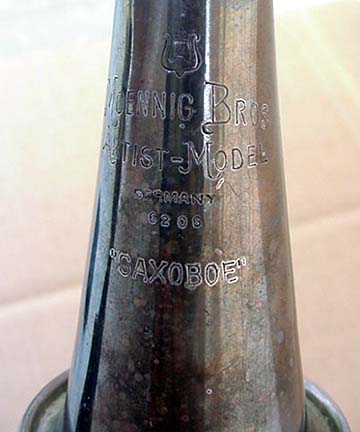 MOENNIG BROS
ARTIST-MODEL
GERMANY
6206
"SAXOBOE"